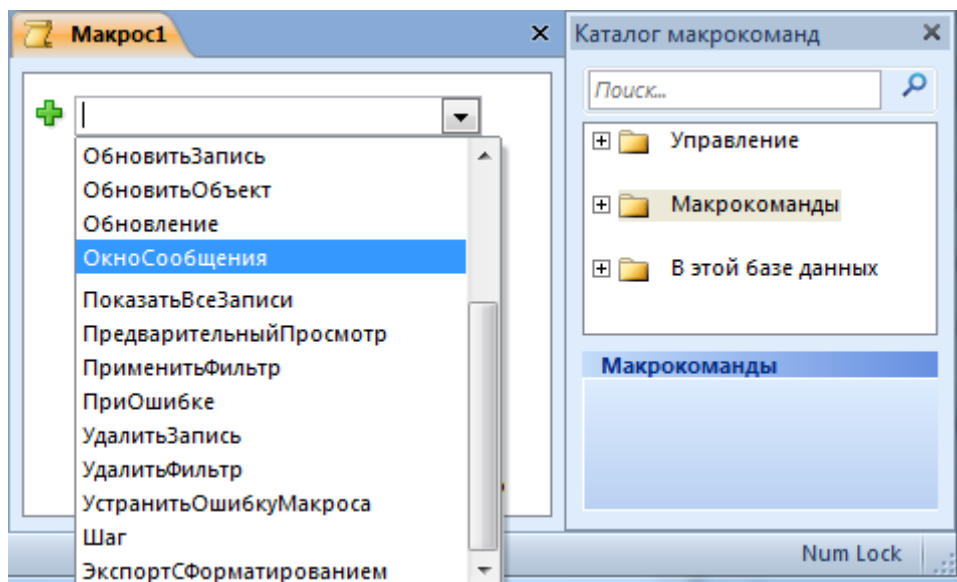 Макрос1
ОбновитьЗапись
ОбновитьОбъект
Обновление
ОкноСообщения
ПоказатьВсеЗаписи
ПредварительныйПросмотр
ПрименитьФильтр
ПриОшибке
УдалитьЗапись
УдалитьФильтр
УстранитьОшибкуМакроса
Шаг
ЭкспортСФорматированием
Каталог макрокоманд
Поиск...
Управление
Макрокоманды
В этой базе данных
Макрокоманды
Num Lock